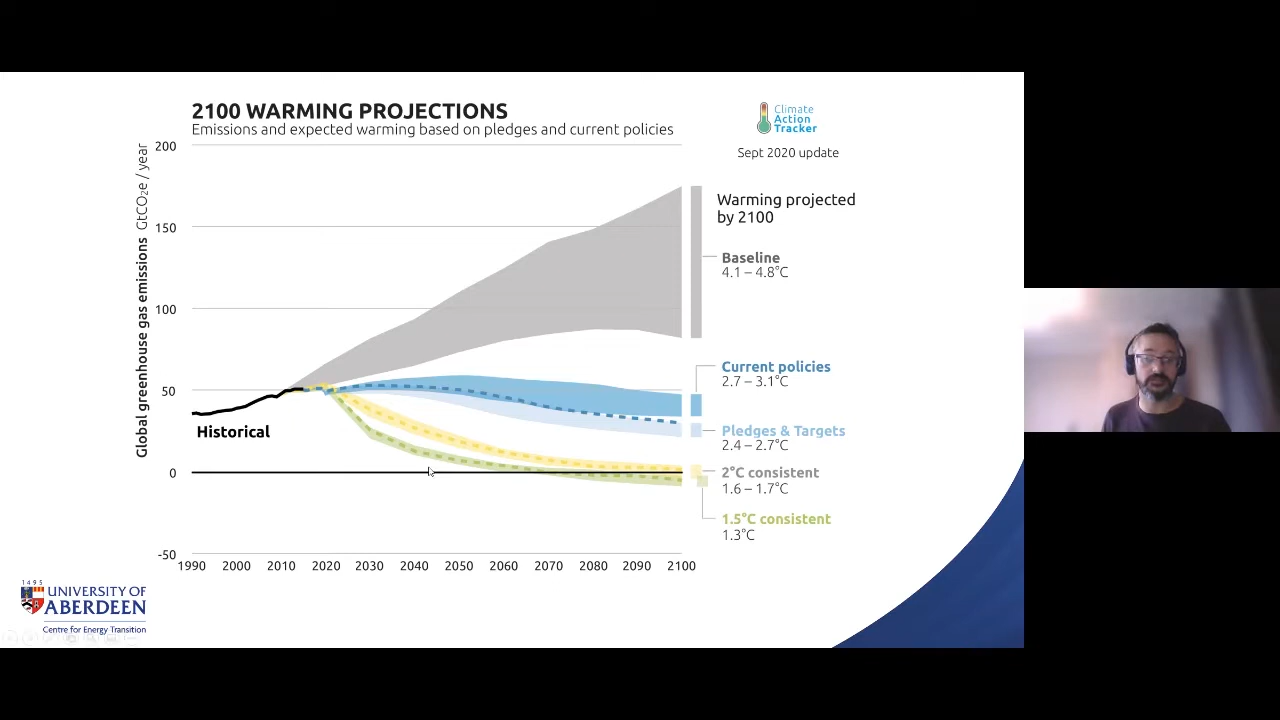 2100 WARMING PROJECTIONS
Emissions and expected warming based on pledges and current policies
Climate
Action
Tracker
Sept 2020 update
Global greenhouse gas emissions GtCO₂e / year
200
150
100
50
0
-50
Historical
1990 2000 2010 2020 2030 2040 2050 2060 2070 2080 2090 2100
Warming projected
by 2100
Baseline
4.1 – 4.8°C
Current policies
2.7 – 3.1°C
Pledges & Targets
2.4 – 2.7°C
2°C consistent
1.6 – 1.7°C
1.5°C consistent
1.3°C
1495
UNIVERSITY OF
ABERDEEN
Centre for Energy Transition